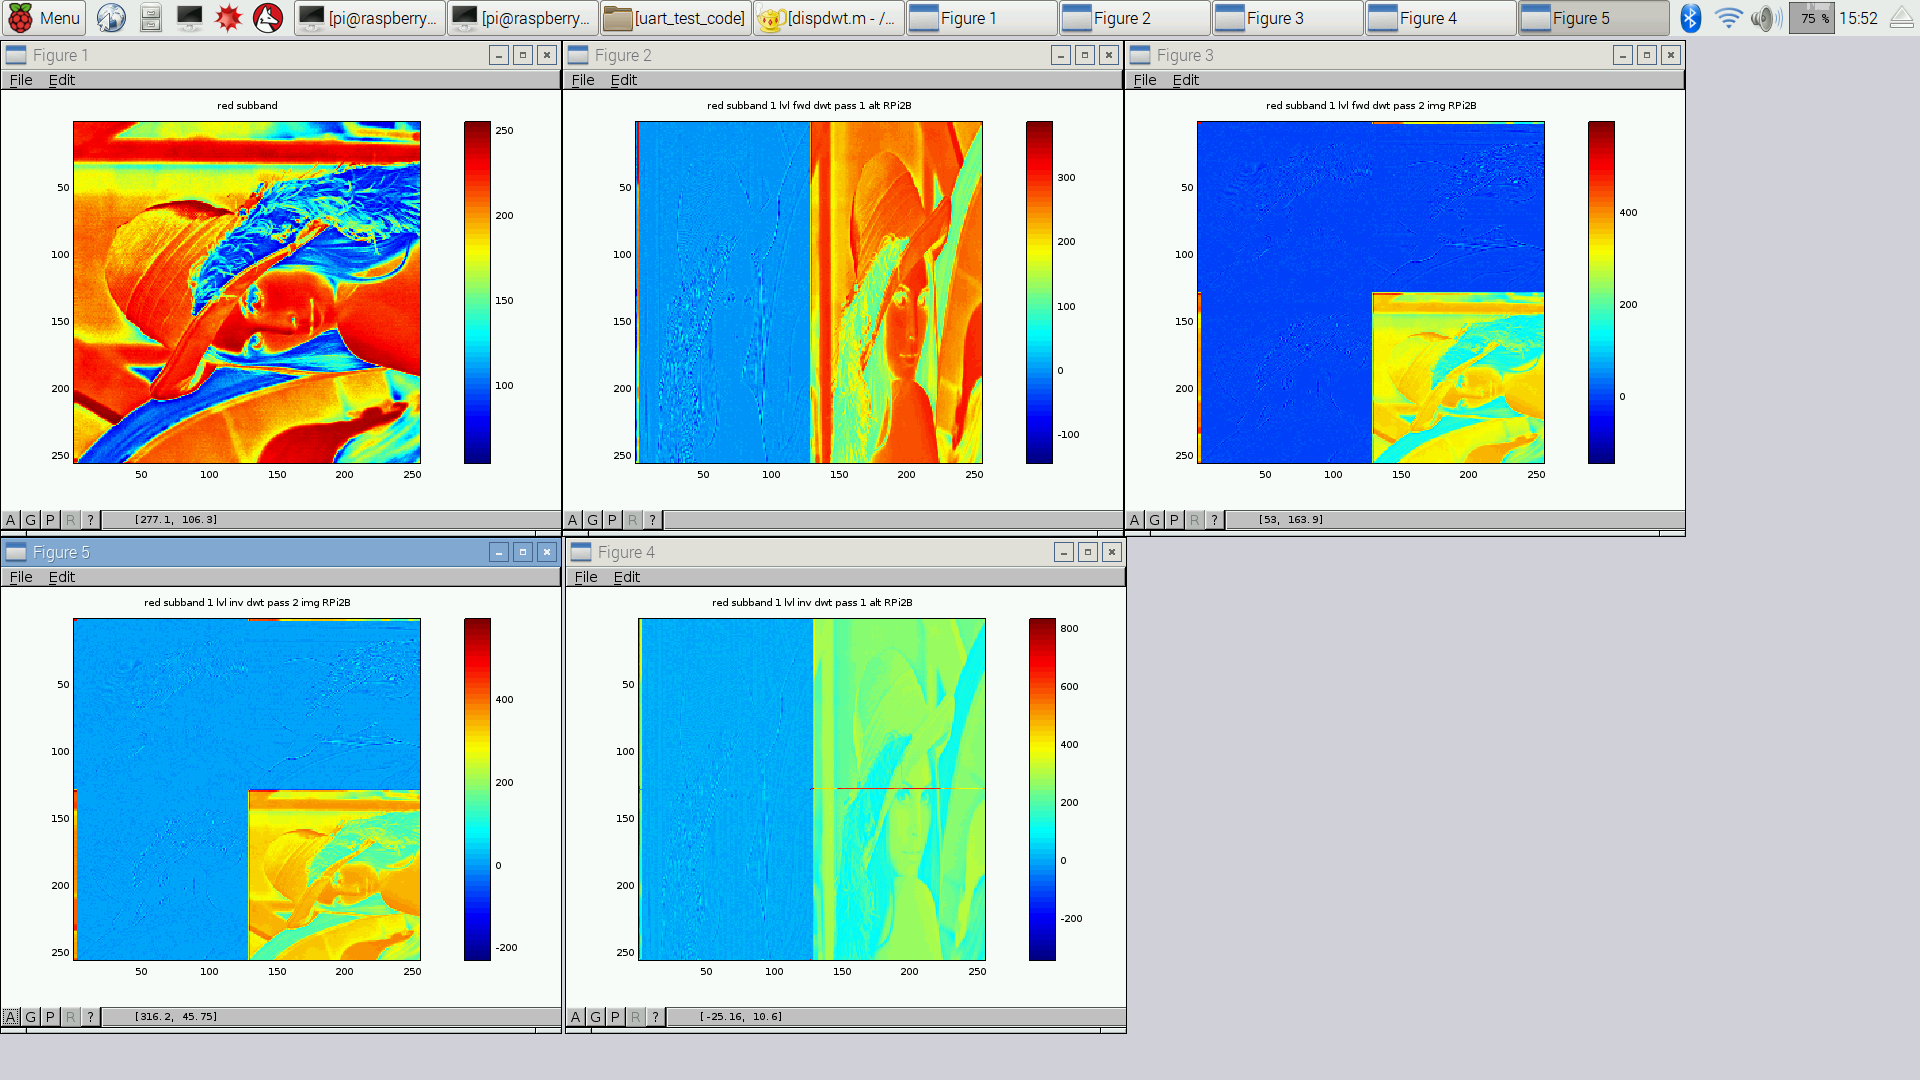 Menu [pi@raspberry... [pi@raspberry... [uart_test_code] [dispdwt.m - /... Figure 1 Figure 2 Figure 3 Figure 4 Figure 5 75 % 15:52
Figure 1
File Edit
red subband
50
100
150
200
250
50 100 150 200 250
250
200
150
100
A G P R ? [277.1, 106.3]
Figure 2
File Edit
red subband 1 lvl fwd dwt pass 1 alt RPi2B
50
100
150
200
250
50 100 150 200 250
300
200
100
0
-100
A G P R ?
Figure 3
File Edit
red subband 1 lvl fwd dwt pass 2 img RPi2B
50
100
150
200
250
50 100 150 200 250
400
200
0
A G P R ? [53, 163.9]
Figure 5
File Edit
red subband 1 lvl inv dwt pass 2 img RPi2B
50
100
150
200
250
50 100 150 200 250
400
200
0
-200
A G P R ? [316.2, 45.75]
Figure 4
File Edit
red subband 1 lvl inv dwt pass 1 alt RPi2B
50
100
150
200
250
50 100 150 200 250
800
600
400
200
0
-200
A G P R ? [-25.16, 10.6]